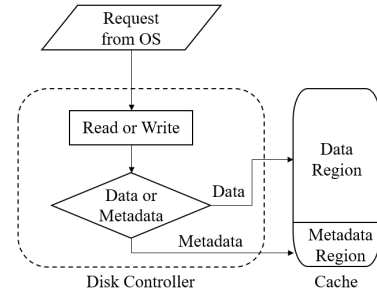 Request
from OS
Read or Write
Data or
Metadata
Data
Metadata
Data
Region
Metadata
Region
Disk Controller
Cache